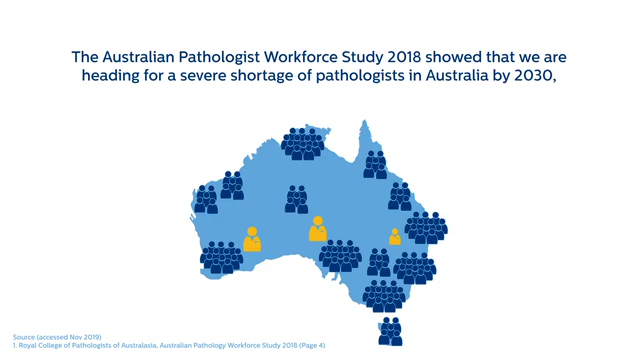 The Australian Pathologist Workforce Study 2018 showed that we are
heading for a severe shortage of pathologists in Australia by 2030,
Source (accessed Nov 2019)
1. Royal College of Pathologists of Australasia, Australian Pathology Workforce Study 2018 (Page 4)